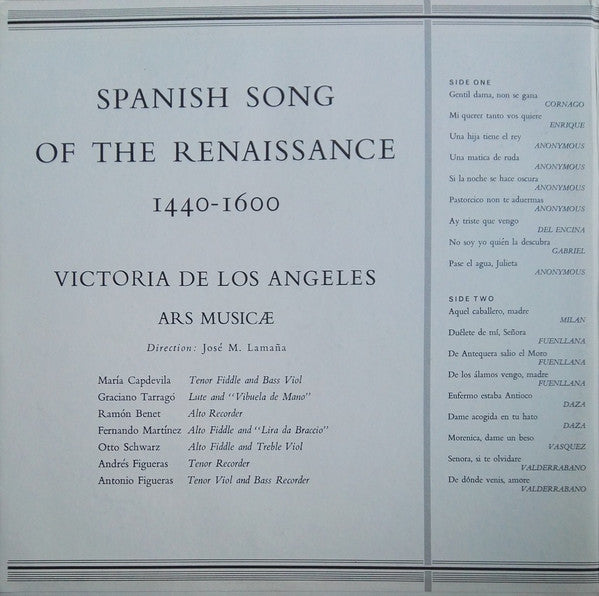 SPANISH SONG
OF THE RENAISSANCE
1440-1600
VICTORIA DE LOS ANGELES
ARS MUSICÆ
Direction: José M. Lamaña
María Capdevila Tenor Fiddle and Bass Viol
Graciano Tarragó Lute and "Vihuela de Mano"
Ramón Benet Alto Recorder
Fernando Martínez Alto Fiddle and "Lira da Braccio"
Otto Schwarz Alto Fiddle and Treble Viol
Andrés Figueras Tenor Recorder
Antonio Figueras Tenor Viol and Bass Recorder
SIDE ONE
Gentil dama, non se gana
CORNAGO
Mi querer tanto vos quiere
ENRIQUE
Una hija tiene el rey
ANONYMOUS
Una matica de ruda
ANONYMOUS
Si la noche se hace oscura
ANONYMOUS
Pastorcico non te aduermas
ANONYMOUS
Ay triste que vengo
DEL ENCINA
No soy yo quién la descubra
GABRIEL
Pase el agua, Julieta
ANONYMOUS
SIDE TWO
Aquel caballero, madre
MILAN
Duélete de mí, Señora
FUENLLANA
De Antequera salio el Moro
FUENLLANA
De los álamos vengo, madre
FUENLLANA
Enfermo estaba Antioco
DAZA
Dame acogida en tu hato
DAZA
Morenica, dame un beso
VASQUEZ
Senora, si te olvidare
VALDERRABANO
De dónde venis, amore
VALDERRABANO